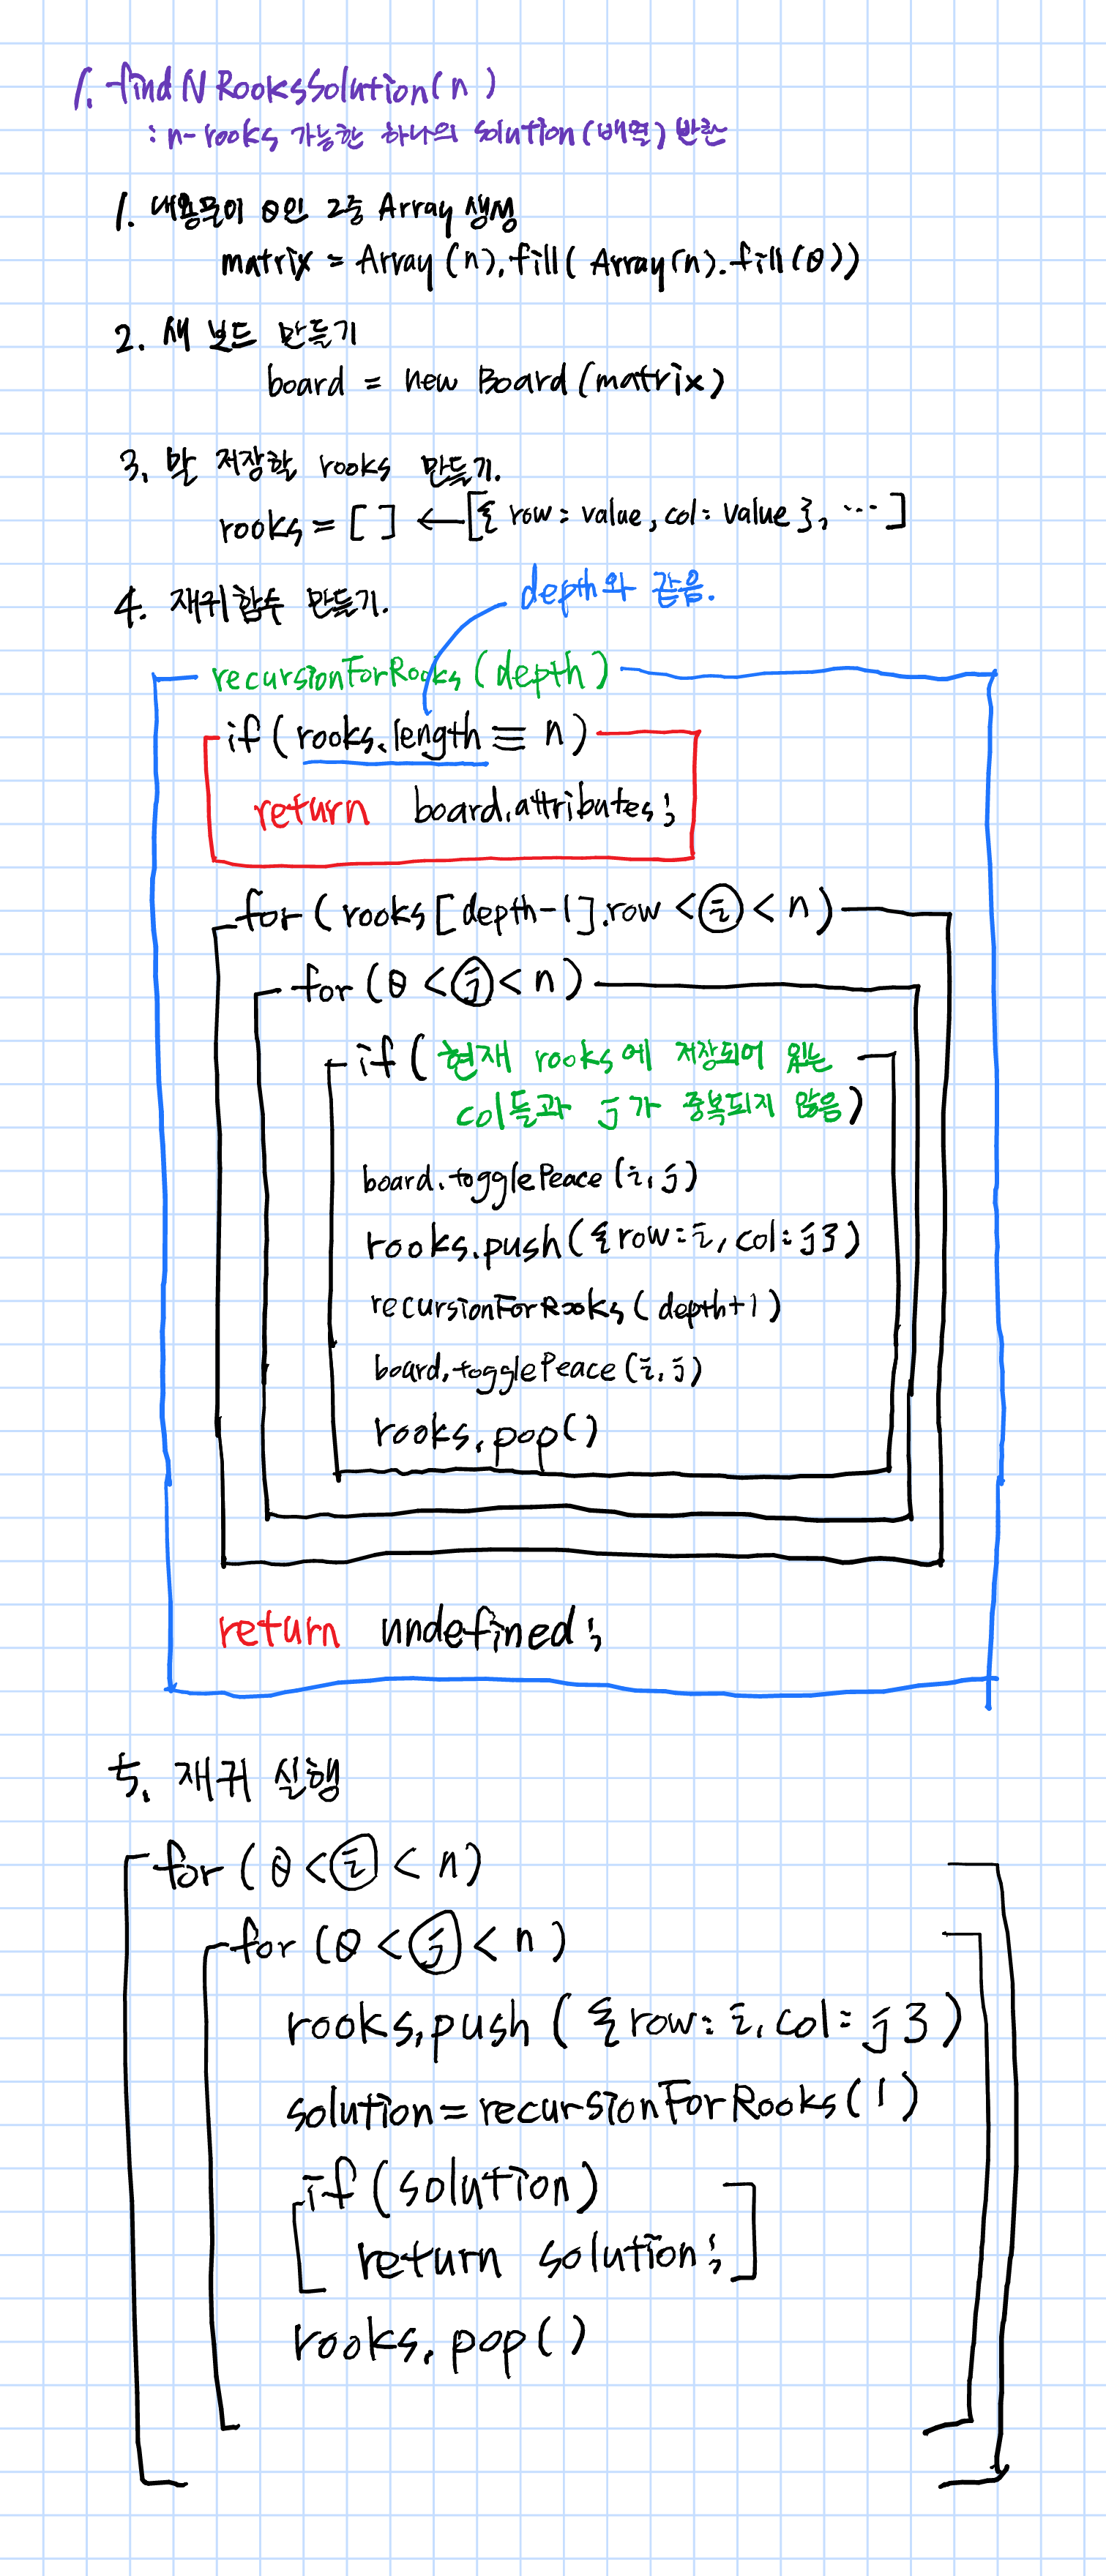 1. findNRooksSolution(n)
: n-rooks 가능한 하나의 solution(배열) 반환
1. 내용물이 0인 2중 Array 생성
matrix = Array(n).fill(Array(n).fill(0))
2. 새 보드 만들기
board = new Board(matrix)
3. 말 저장할 rooks 만들기.
rooks = [] ← [{row: value, col: value}, ...]
4. 재귀함수 만들기.
depth와 같음.
recursionForRooks(depth)
if(rooks.length ≡ n)
return board.attributes;
for(rooks[depth-1].row < i < n)
for(0 < j < n)
if(현재 rooks에 저장되어 있는
col들과 j가 중복되지 않음)
board.togglePeace(i, j)
rooks.push({row: i, col: j})
recursionForRooks(depth+1)
board.togglePeace(i, j)
rooks.pop()
return undefined;
5. 재귀 실행
for(0 < i < n)
for(0 < j < n)
rooks.push({row: i, col: j})
solution = recursionForRooks(1)
if(solution)
return solution;
rooks.pop()